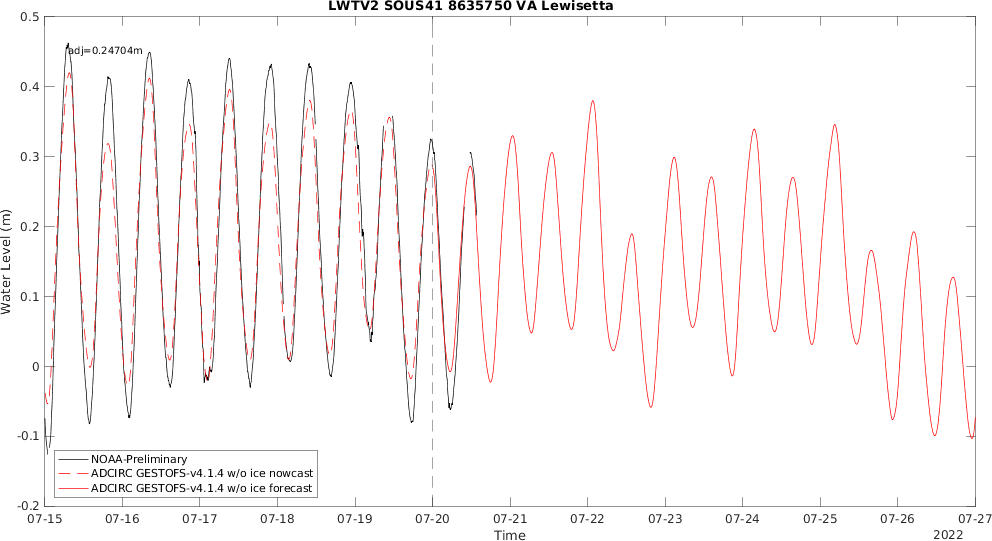 LWTV2 SOUS41 8635750 VA Lewisetta
adj=0.24704m
Water Level (m)
0.5
0.4
0.3
0.2
0.1
0
-0.1
-0.2
NOAA-Preliminary
ADCIRC GESTOFS-v4.1.4 w/o ice nowcast
ADCIRC GESTOFS-v4.1.4 w/o ice forecast
07-15 07-16 07-17 07-18 07-19 07-20 07-21 07-22 07-23 07-24 07-25 07-26 07-27
Time
2022